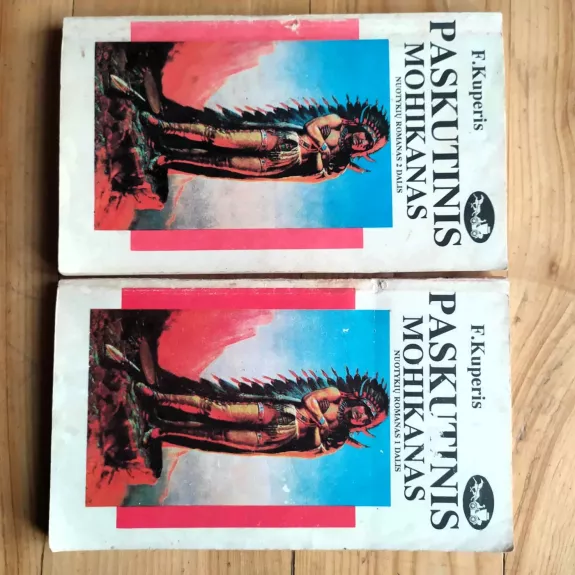 F.Kuperis
PASKUTINIS
MOHIKANAS
NUOTYKIŲ ROMANAS 2 DALIS
F.Kuperis
PASKUTINIS
MOHIKANAS
NUOTYKIŲ ROMANAS 1 DALIS